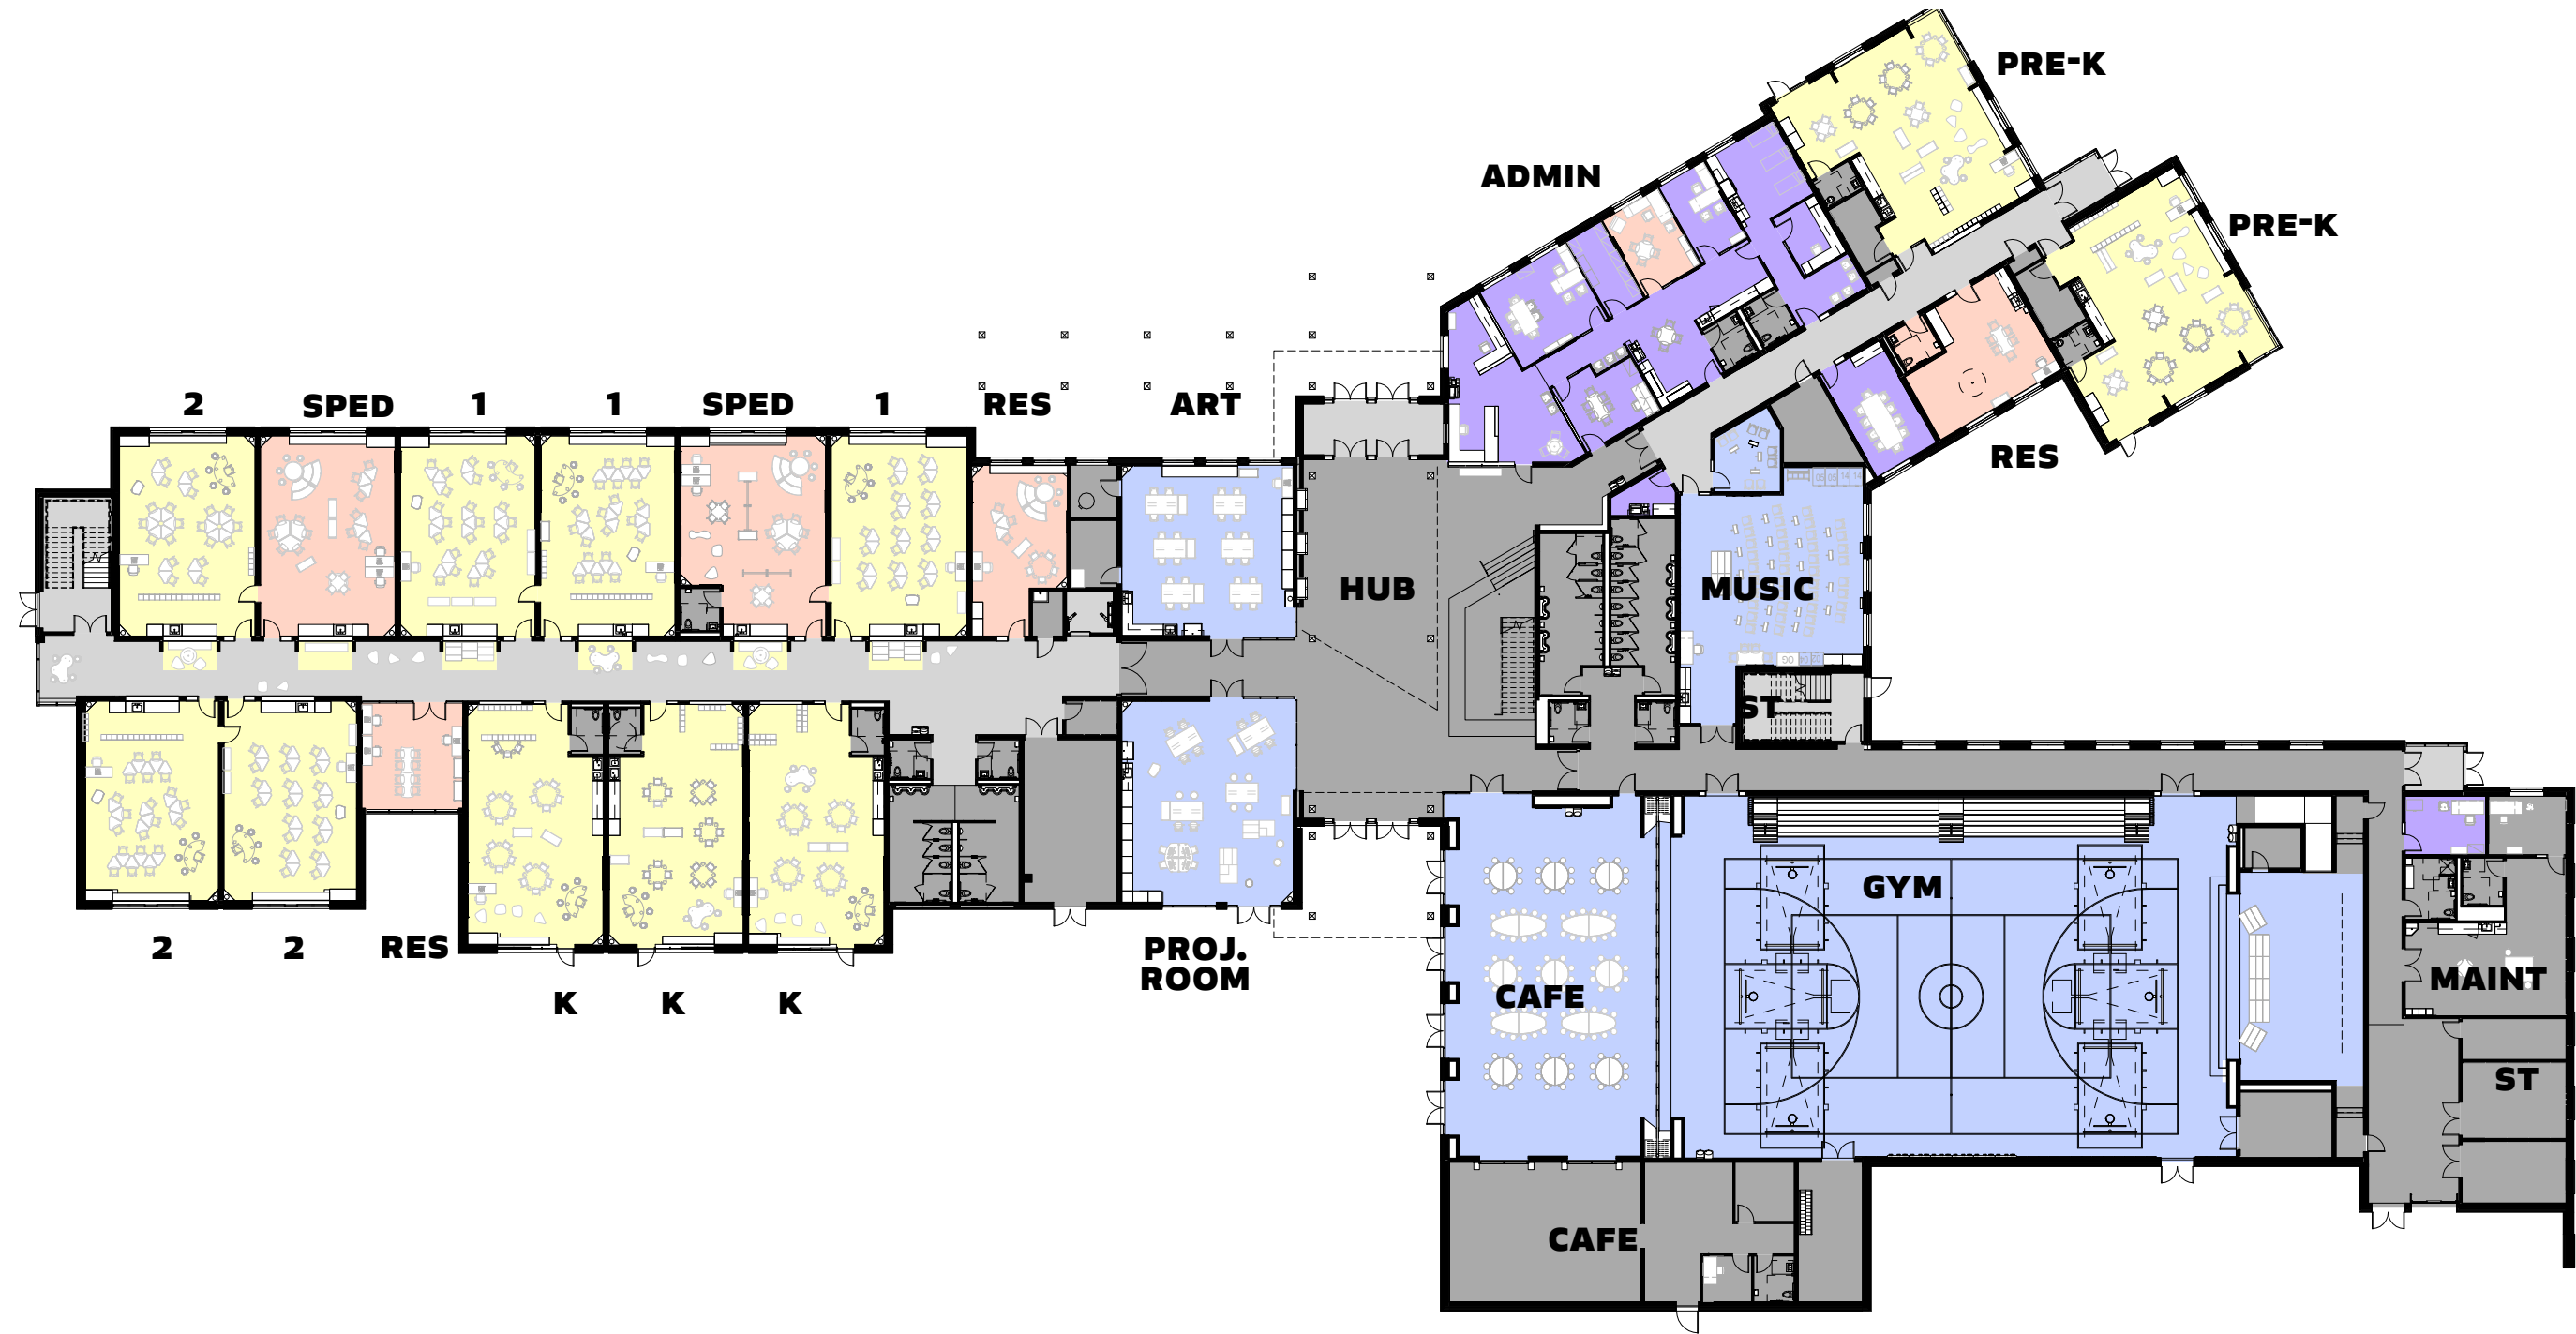 PRE-K
ADMIN
PRE-K
2
SPED
1
1
SPED
1
RES
ART
RES
HUB
MUSIC
ST
GYM
2
2
RES
PROJ.
ROOM
CAFE
MAINT
K
K
K
ST
CAFE